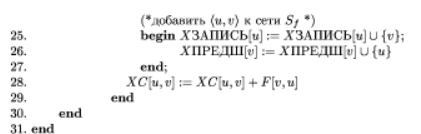 (*добавить ⟨u, v⟩ к сети S_f *)
25. begin XЗАПИСЬ[u] := XЗАПИСЬ[u] ∪ {v};
26. XПРЕДШ[v] := XПРЕДШ[v] ∪ {u}
27. end;
28. XC[u, v] := XC[u, v] + F[v, u]
29. end
30. end
31. end